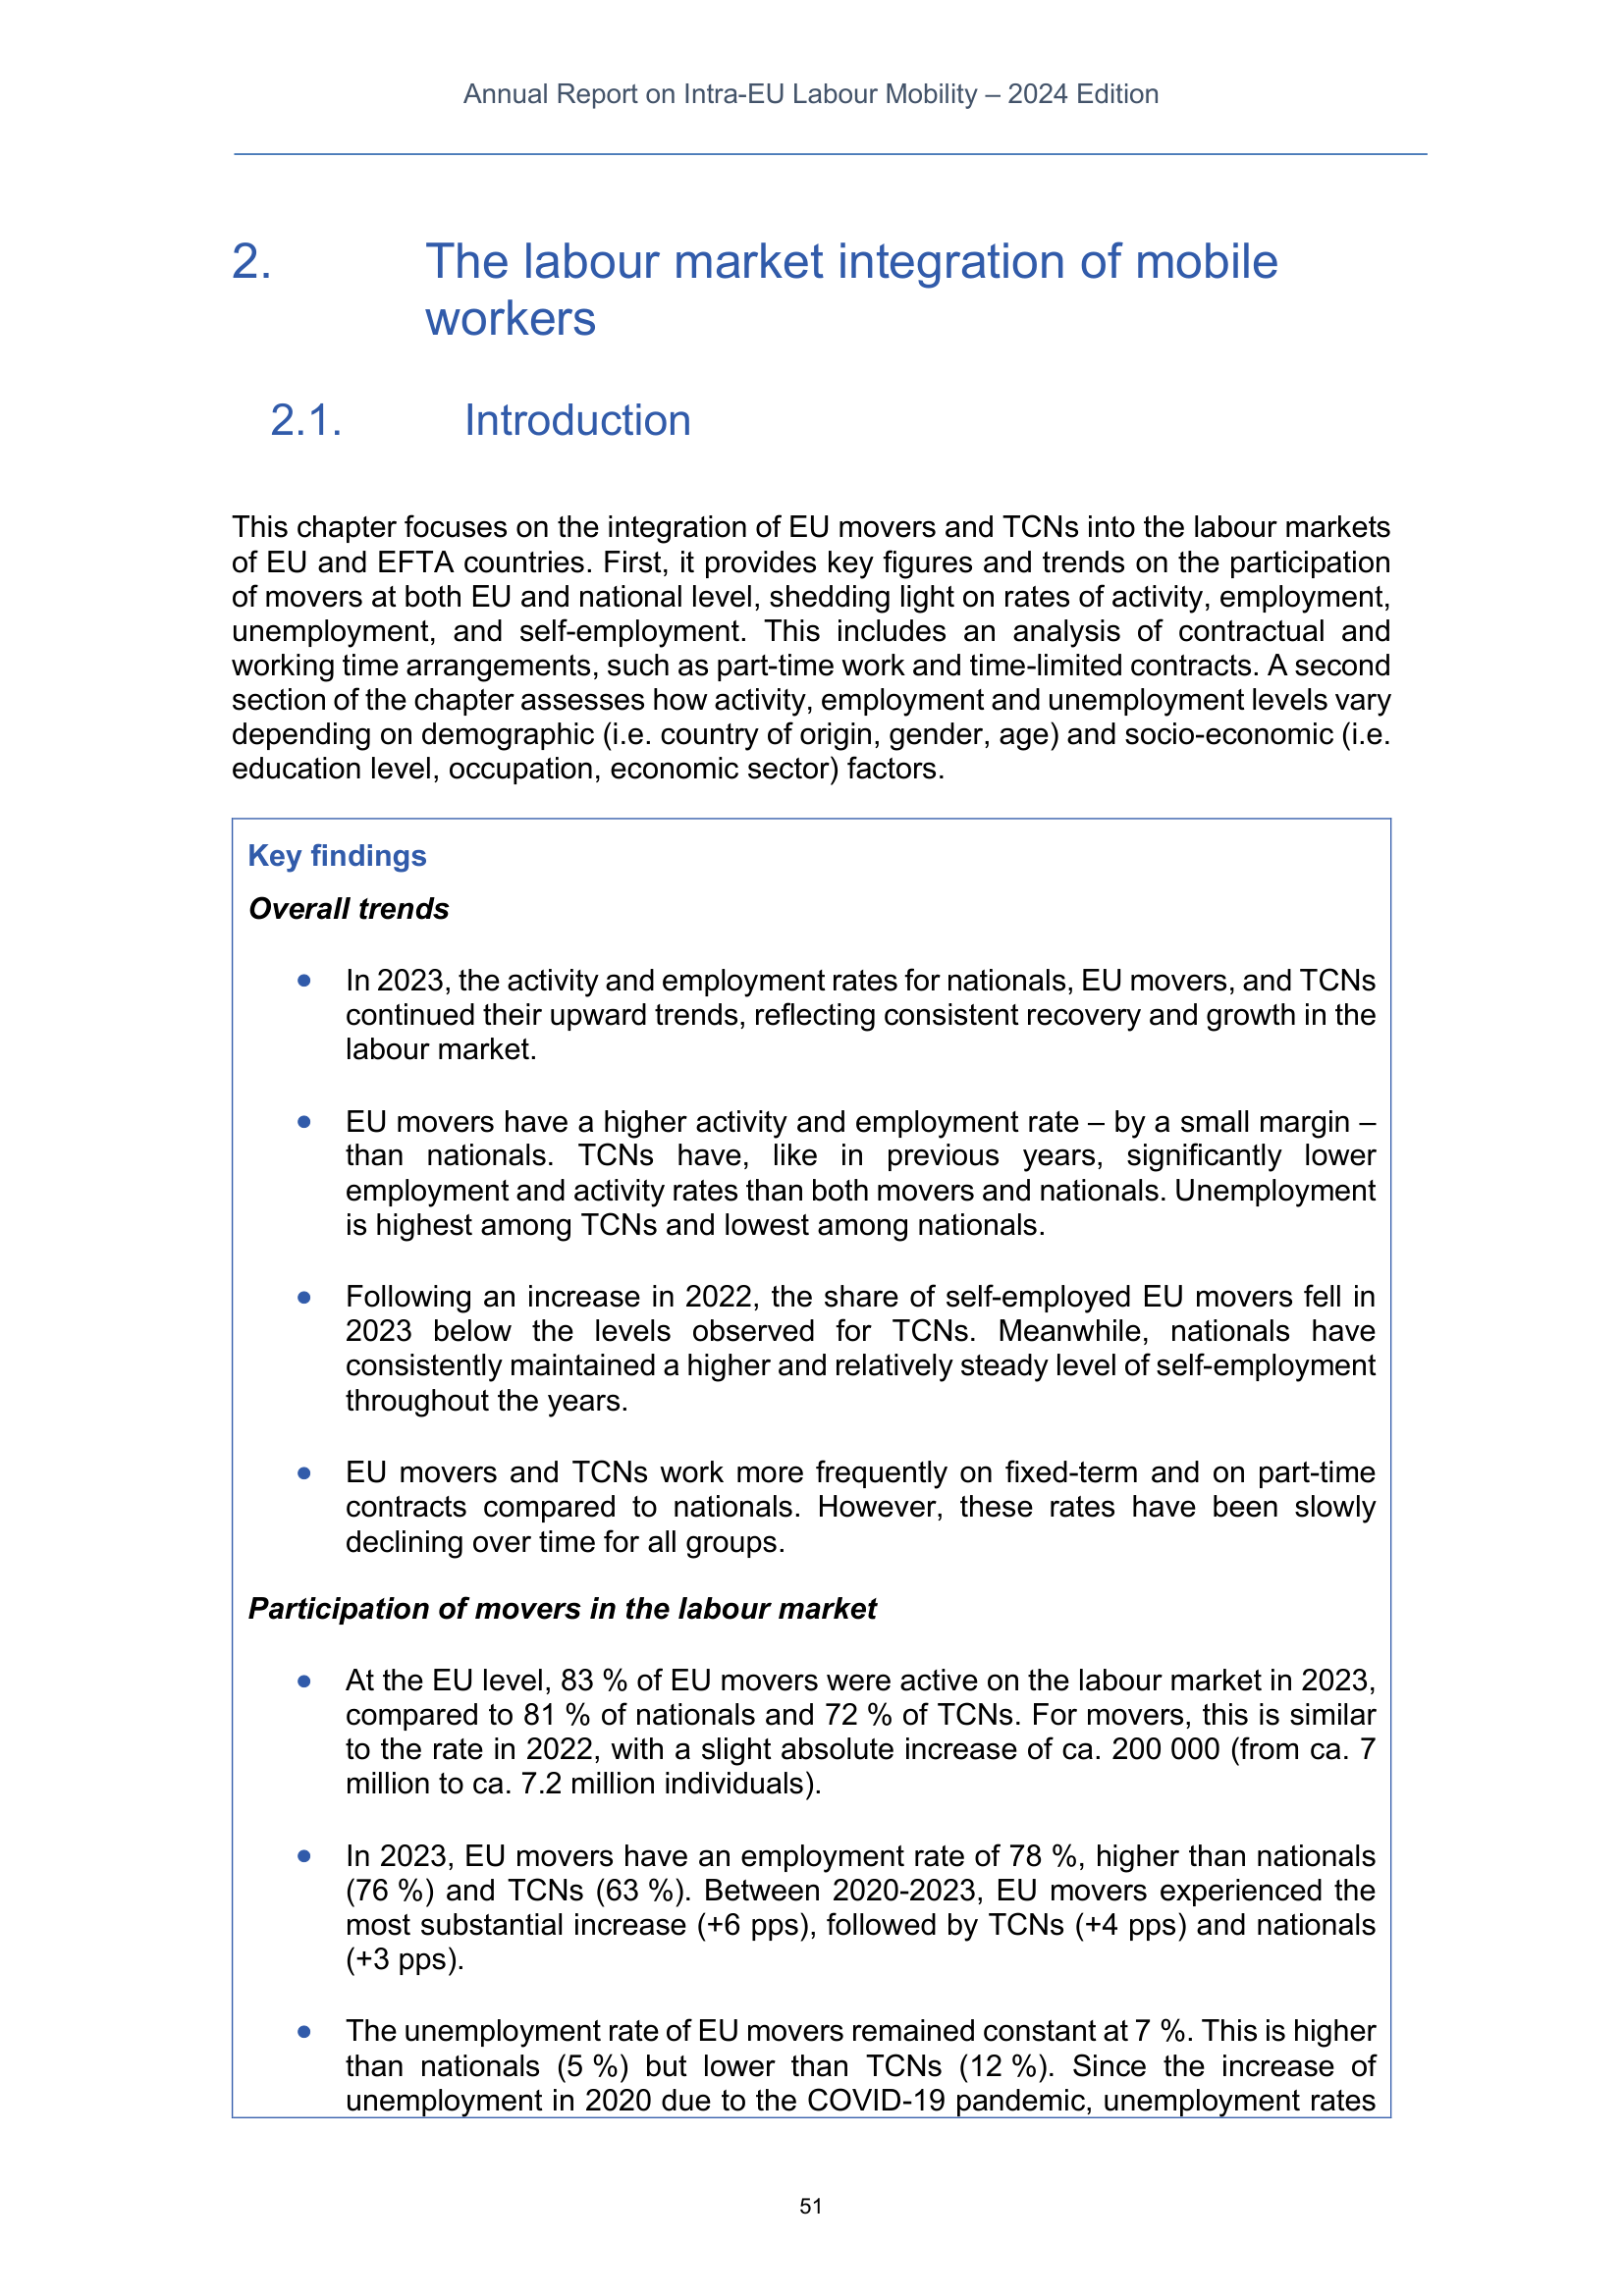 Annual Report on Intra-EU Labour Mobility – 2024 Edition
2. The labour market integration of mobile
workers
2.1. Introduction
This chapter focuses on the integration of EU movers and TCNs into the labour markets
of EU and EFTA countries. First, it provides key figures and trends on the participation
of movers at both EU and national level, shedding light on rates of activity, employment,
unemployment, and self-employment. This includes an analysis of contractual and
working time arrangements, such as part-time work and time-limited contracts. A second
section of the chapter assesses how activity, employment and unemployment levels vary
depending on demographic (i.e. country of origin, gender, age) and socio-economic (i.e.
education level, occupation, economic sector) factors.
Key findings
Overall trends
• In 2023, the activity and employment rates for nationals, EU movers, and TCNs
continued their upward trends, reflecting consistent recovery and growth in the
labour market.
• EU movers have a higher activity and employment rate – by a small margin –
than nationals. TCNs have, like in previous years, significantly lower
employment and activity rates than both movers and nationals. Unemployment
is highest among TCNs and lowest among nationals.
• Following an increase in 2022, the share of self-employed EU movers fell in
2023 below the levels observed for TCNs. Meanwhile, nationals have
consistently maintained a higher and relatively steady level of self-employment
throughout the years.
• EU movers and TCNs work more frequently on fixed-term and on part-time
contracts compared to nationals. However, these rates have been slowly
declining over time for all groups.
Participation of movers in the labour market
• At the EU level, 83 % of EU movers were active on the labour market in 2023,
compared to 81 % of nationals and 72 % of TCNs. For movers, this is similar
to the rate in 2022, with a slight absolute increase of ca. 200 000 (from ca. 7
million to ca. 7.2 million individuals).
• In 2023, EU movers have an employment rate of 78 %, higher than nationals
(76 %) and TCNs (63 %). Between 2020-2023, EU movers experienced the
most substantial increase (+6 pps), followed by TCNs (+4 pps) and nationals
(+3 pps).
• The unemployment rate of EU movers remained constant at 7 %. This is higher
than nationals (5 %) but lower than TCNs (12 %). Since the increase of
unemployment in 2020 due to the COVID-19 pandemic, unemployment rates
51